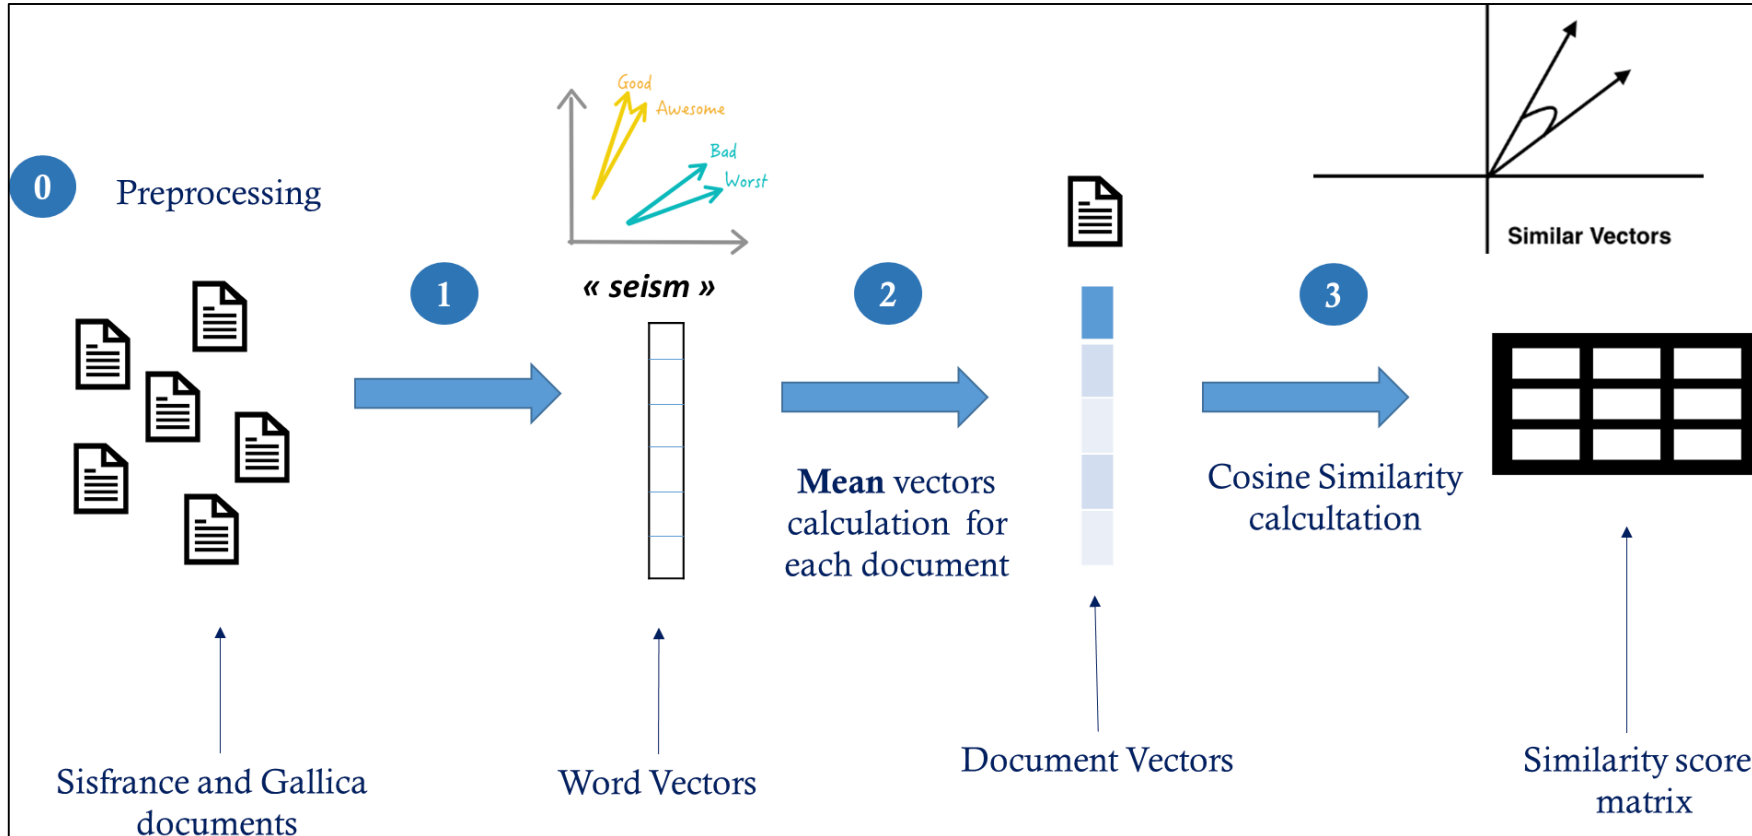 0
Preprocessing
Good
Awesome
Bad
Worst
Similar Vectors
1
« seism »
2
3
Mean vectors
calculation for
each document
Cosine Similarity
calcultation
Sisfrance and Gallica
documents
Word Vectors
Document Vectors
Similarity score
matrix